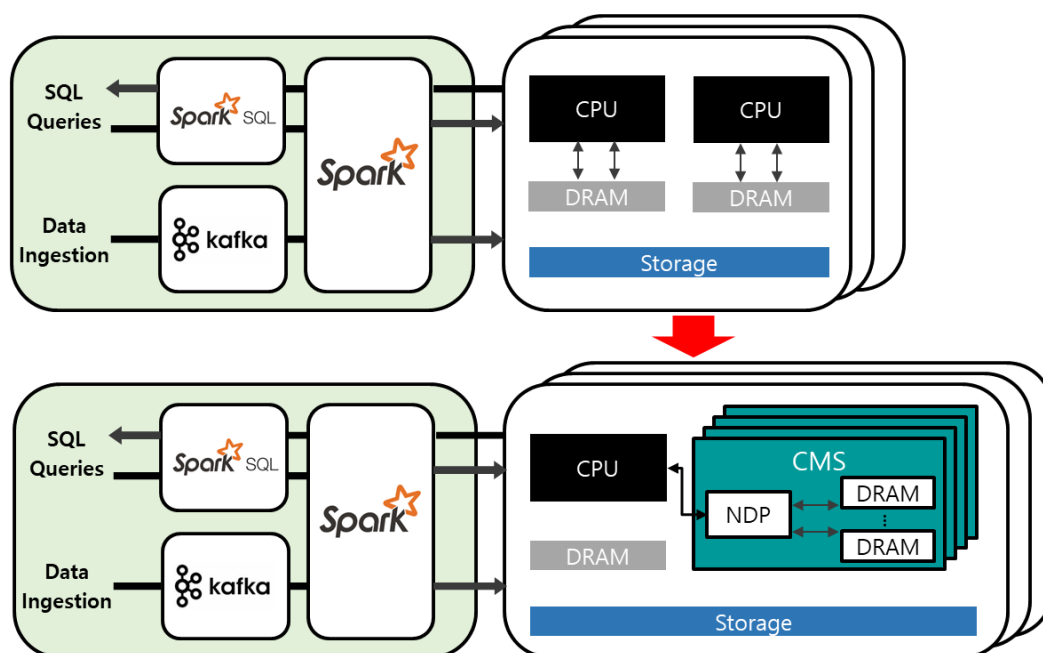 SQL
Queries
Spark SQL
Spark
Data
Ingestion
kafka
CPU
CPU
DRAM
DRAM
Storage
SQL
Queries
Spark SQL
Spark
Data
Ingestion
kafka
CPU
DRAM
CMS
NDP
DRAM
DRAM
Storage